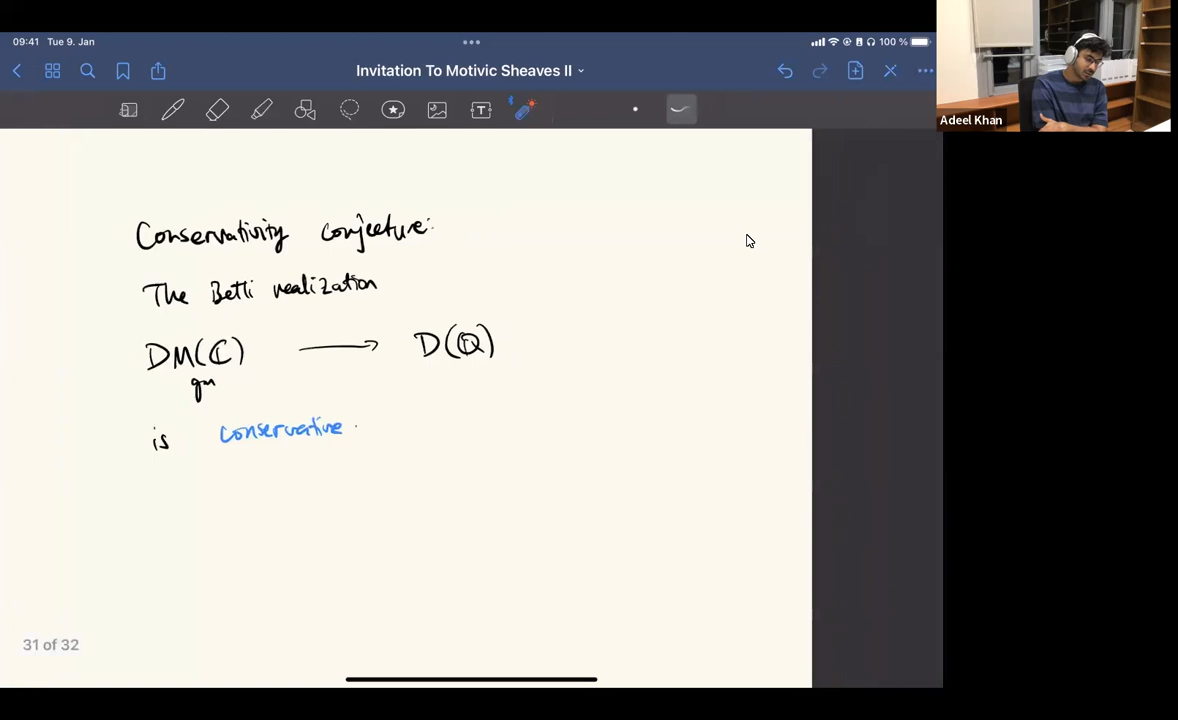 09:41 Tue 9. Jan
100 %
Invitation To Motivic Sheaves II
Adeel Khan
Conservativity conjecture:
The Betti realization
DM(ℂ) ⟶ D(ℚ)
gm
is conservative.
31 of 32